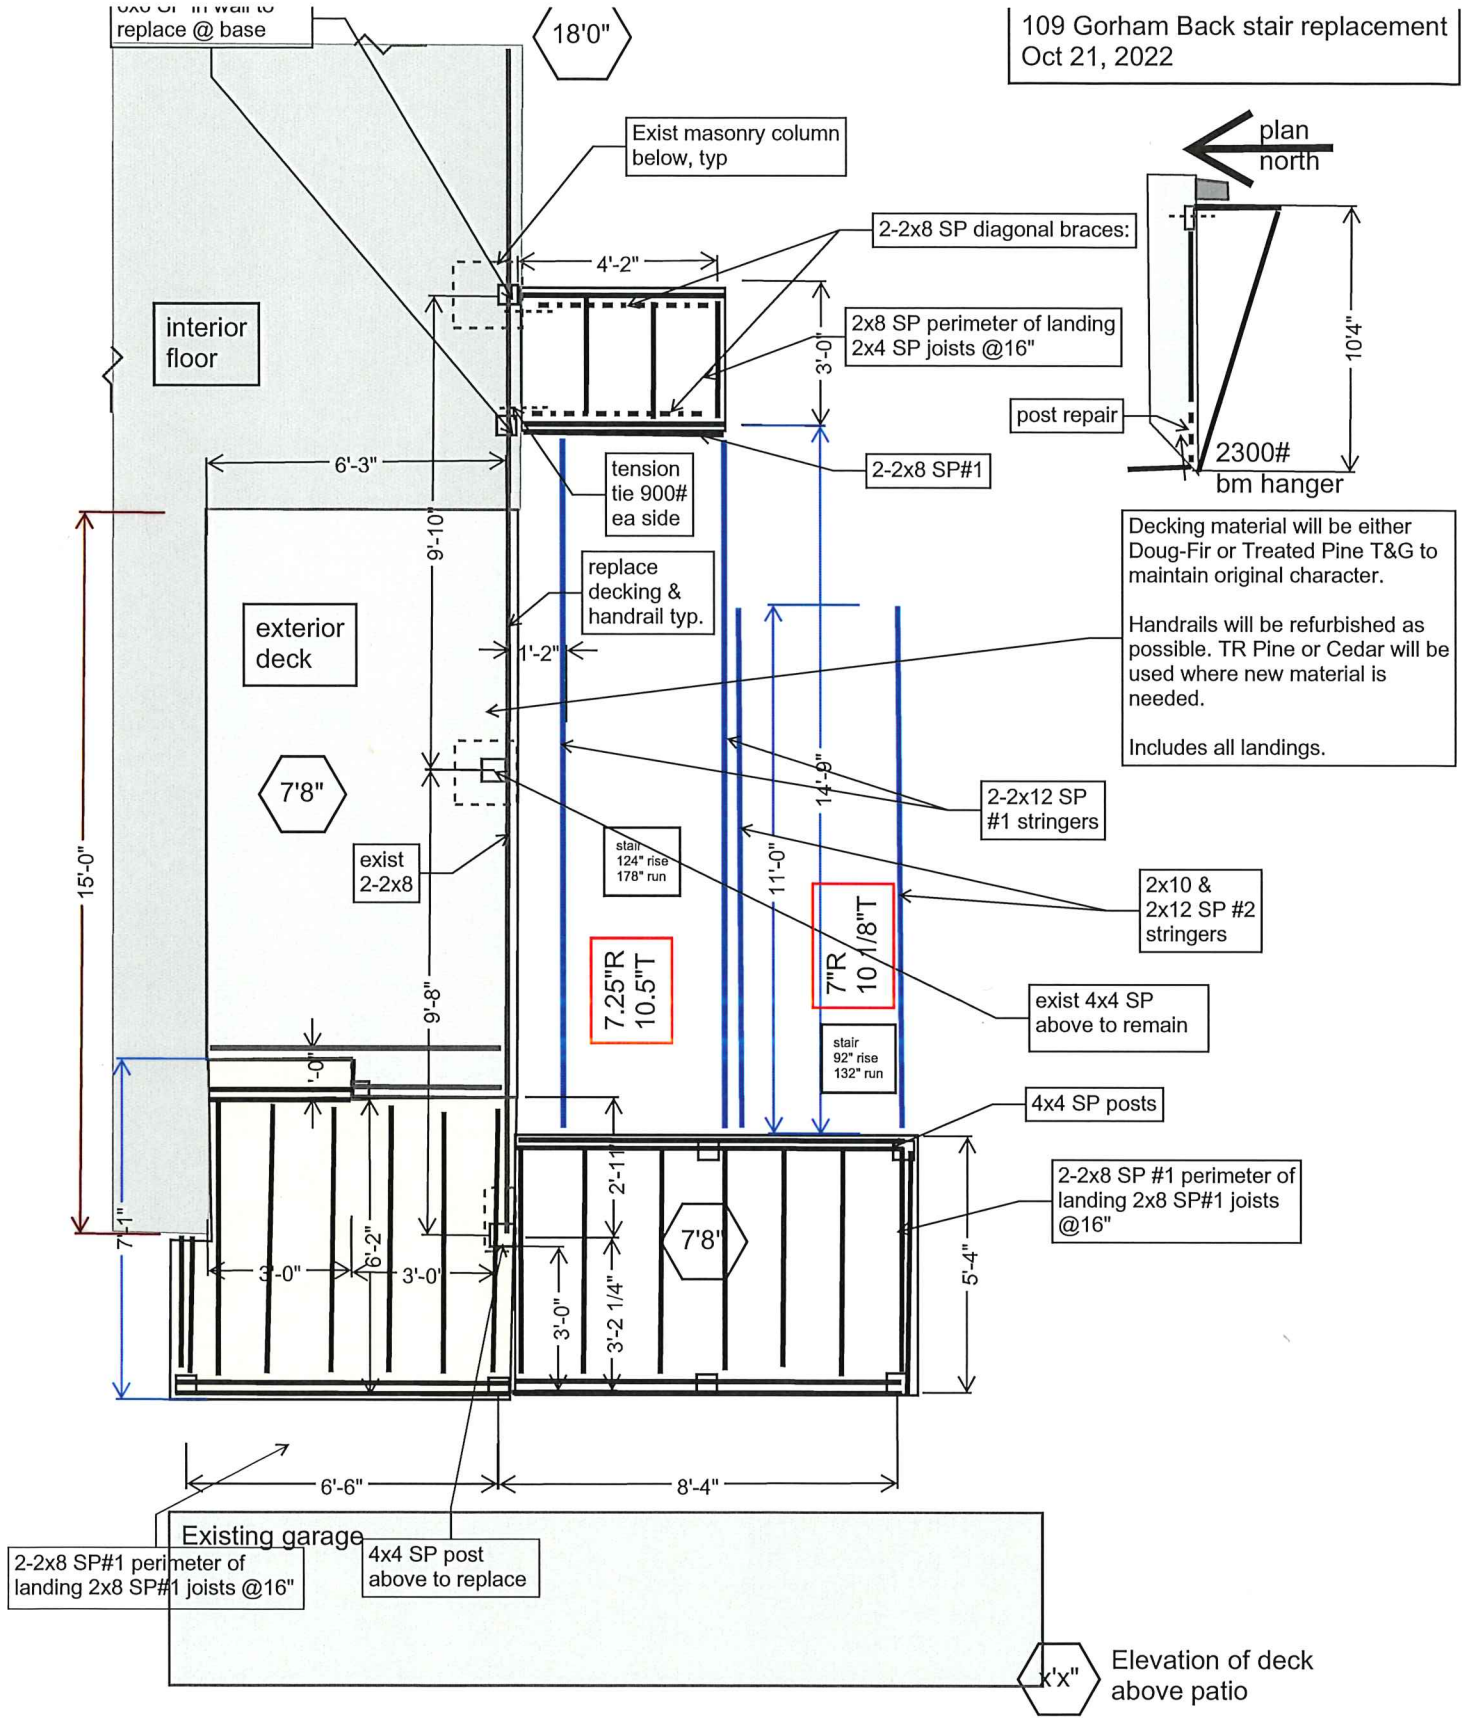 replace @ base
18'0"
109 Gorham Back stair replacement
Oct 21, 2022
Exist masonry column
below, typ
plan
north
2-2x8 SP diagonal braces:
4'-2"
interior
floor
2x8 SP perimeter of landing
2x4 SP joists @16"
3'-0"
10'4"
post repair
2300#
bm hanger
6'-3"
tension
tie 900#
ea side
2-2x8 SP#1
9'-10"
replace
decking &
handrail typ.
Decking material will be either
Doug-Fir or Treated Pine T&G to
maintain original character.
Handrails will be refurbished as
possible. TR Pine or Cedar will be
used where new material is
needed.
Includes all landings.
exterior
deck
1'-2"
7'8"
14'-9"
2-2x12 SP
#1 stringers
15'-0"
exist
2-2x8
stair
124" rise
178" run
11'-0"
2x10 &
2x12 SP #2
stringers
7.25"R
10.5"T
7"R
10 1/8"T
9'-8"
exist 4x4 SP
above to remain
stair
92" rise
132" run
'-0"
4x4 SP posts
2'-11"
2-2x8 SP #1 perimeter of
landing 2x8 SP#1 joists
@16"
7'-1"
6'-2"
7'8"
3'-0"
3'-0"
3'-0"
3'-2 1/4"
5'-4"
6'-6"
8'-4"
Existing garage
2-2x8 SP#1 perimeter of
landing 2x8 SP#1 joists @16"
4x4 SP post
above to replace
x'x"
Elevation of deck
above patio